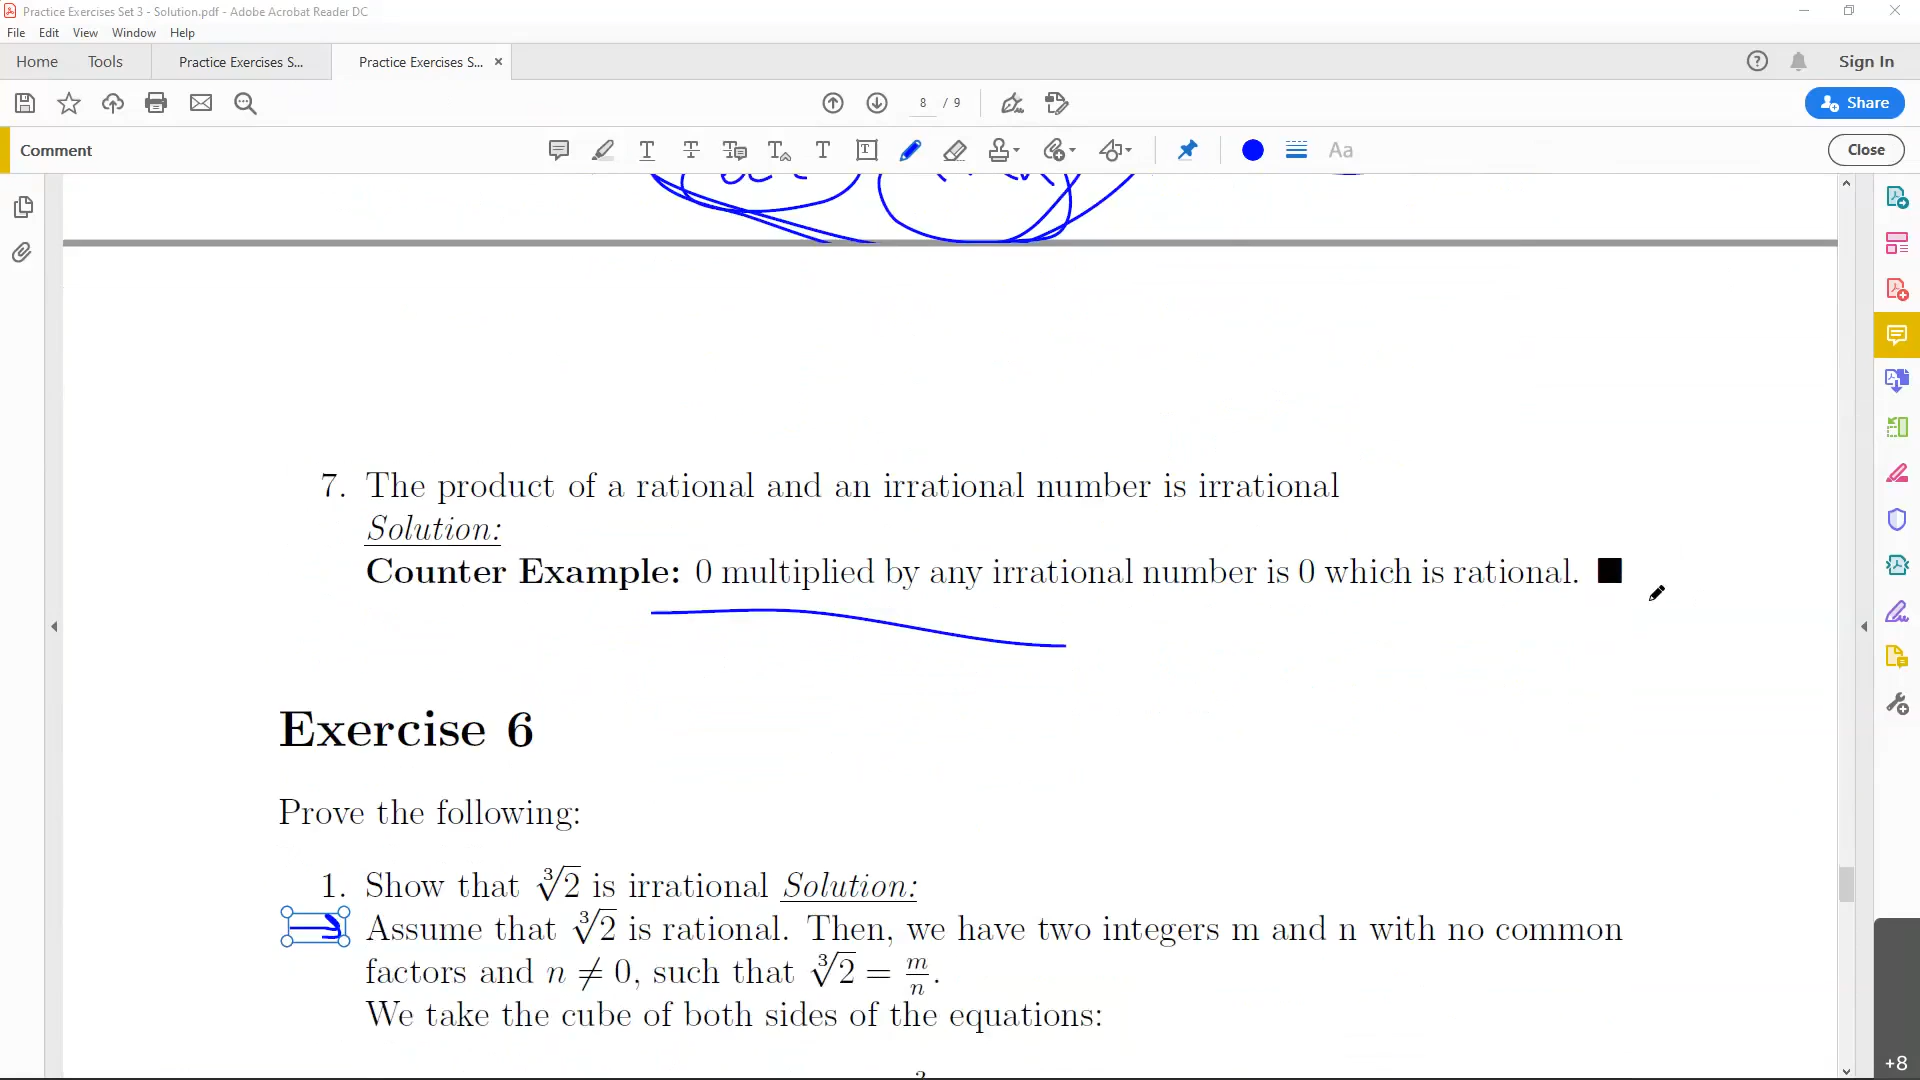 Practice Exercises Set 3 - Solution.pdf - Adobe Acrobat Reader DC
File Edit View Window Help
Home Tools Practice Exercises S... Practice Exercises S... × Sign In
8 / 9 Share
Comment Aa Close
7. The product of a rational and an irrational number is irrational
Solution:
Counter Example: 0 multiplied by any irrational number is 0 which is rational. ■
Exercise 6
Prove the following:
1. Show that ∛2 is irrational Solution:
Assume that ∛2 is rational. Then, we have two integers m and n with no common
factors and n ≠ 0, such that ∛2 = m/n.
We take the cube of both sides of the equations:
+8